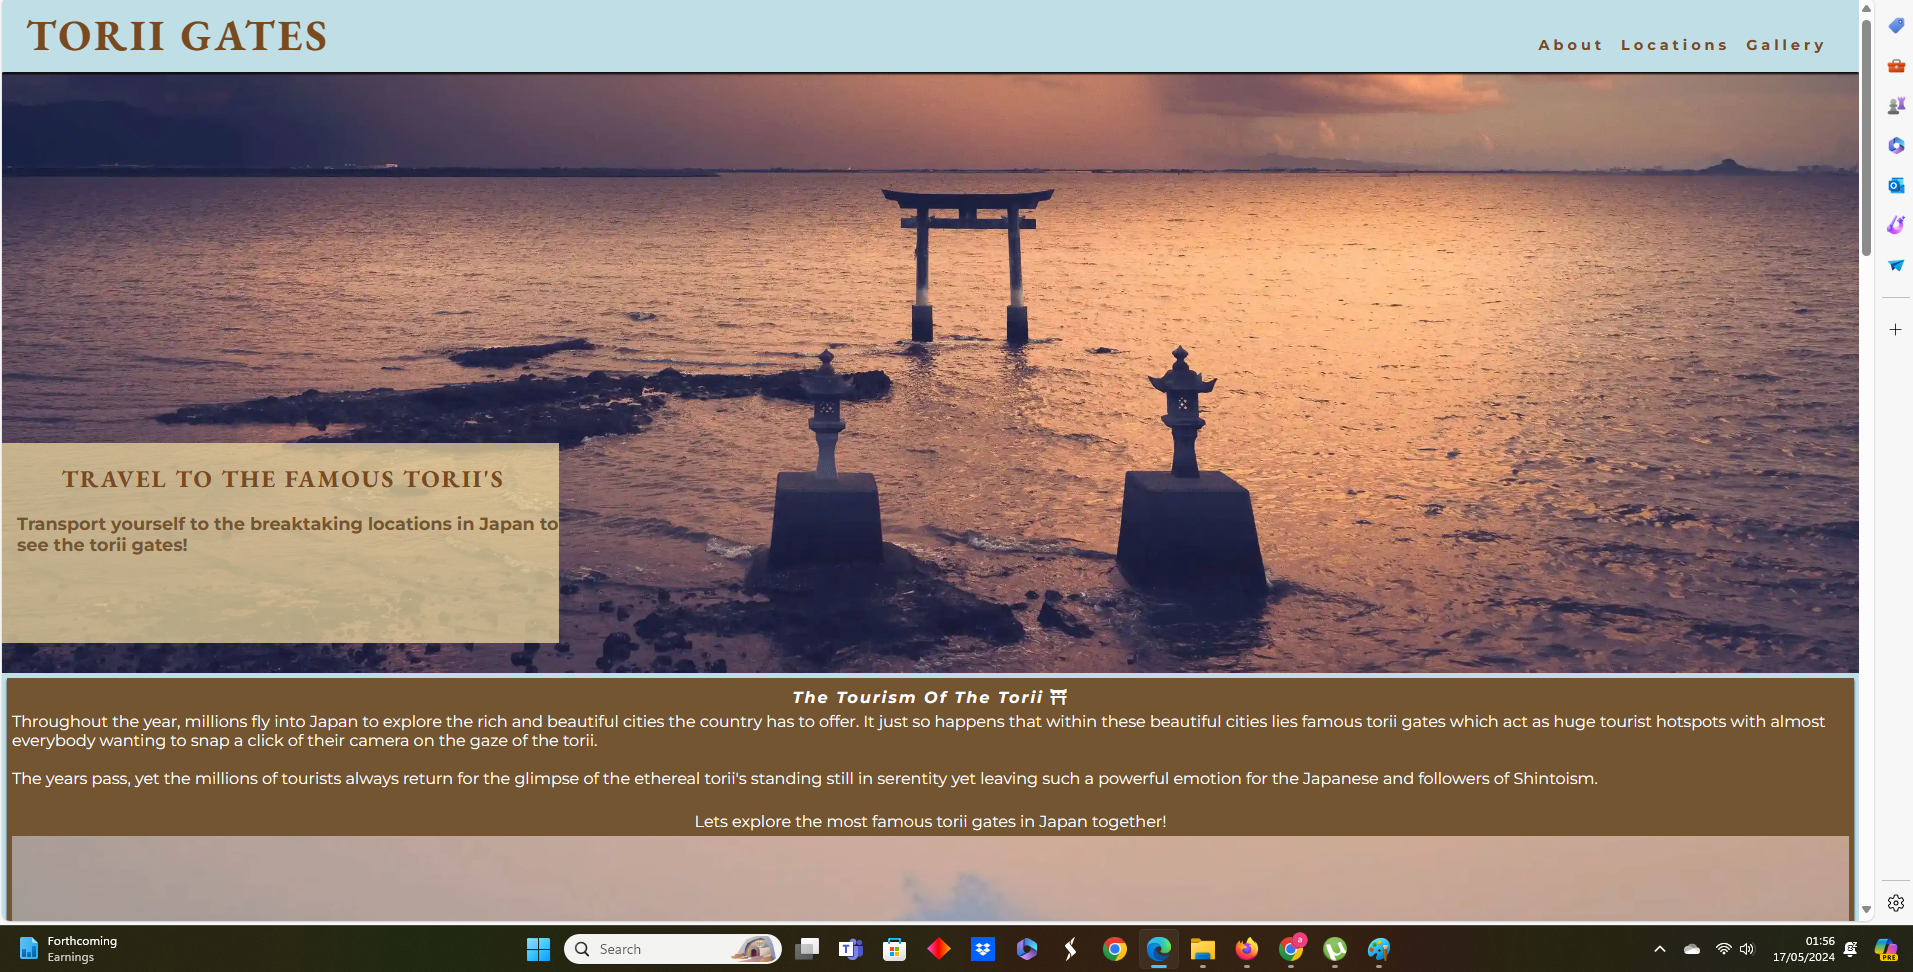 TORII GATES
About Locations Gallery
TRAVEL TO THE FAMOUS TORII'S
Transport yourself to the breaktaking locations in Japan to
see the torii gates!
The Tourism Of The Torii ⛩
Throughout the year, millions fly into Japan to explore the rich and beautiful cities the country has to offer. It just so happens that within these beautiful cities lies famous torii gates which act as huge tourist hotspots with almost
everybody wanting to snap a click of their camera on the gaze of the torii.
The years pass, yet the millions of tourists always return for the glimpse of the ethereal torii's standing still in serentity yet leaving such a powerful emotion for the Japanese and followers of Shintoism.
Lets explore the most famous torii gates in Japan together!
Forthcoming
Earnings
Search
a
PRE
01:56
17/05/2024